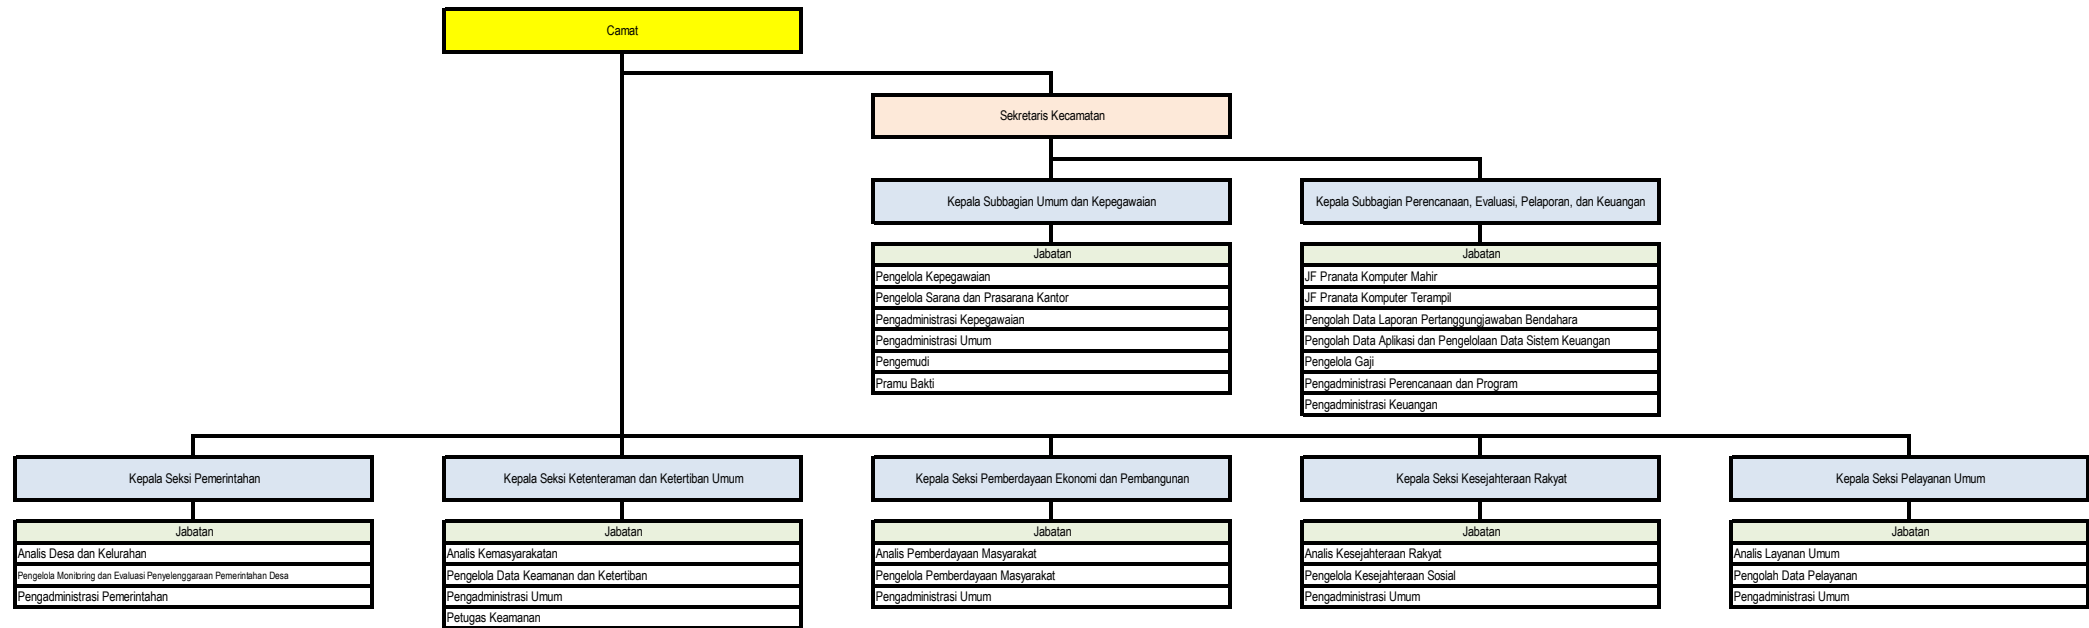 Camat
Sekretaris Kecamatan
Kepala Subbagian Umum dan Kepegawaian
Jabatan
Pengelola Kepegawaian
Pengelola Sarana dan Prasarana Kantor
Pengadministrasi Kepegawaian
Pengadministrasi Umum
Pengemudi
Pramu Bakti
Kepala Subbagian Perencanaan, Evaluasi, Pelaporan, dan Keuangan
Jabatan
JF Pranata Komputer Mahir
JF Pranata Komputer Terampil
Pengolah Data Laporan Pertanggungjawaban Bendahara
Pengolah Data Aplikasi dan Pengelolaan Data Sistem Keuangan
Pengelola Gaji
Pengadministrasi Perencanaan dan Program
Pengadministrasi Keuangan
Kepala Seksi Pemerintahan
Jabatan
Analis Desa dan Kelurahan
Pengelola Monitoring dan Evaluasi Penyelenggaraan Pemerintahan Desa
Pengadministrasi Pemerintahan
Kepala Seksi Ketenteraman dan Ketertiban Umum
Jabatan
Analis Kemasyarakatan
Pengelola Data Keamanan dan Ketertiban
Pengadministrasi Umum
Petugas Keamanan
Kepala Seksi Pemberdayaan Ekonomi dan Pembangunan
Jabatan
Analis Pemberdayaan Masyarakat
Pengelola Pemberdayaan Masyarakat
Pengadministrasi Umum
Kepala Seksi Kesejahteraan Rakyat
Jabatan
Analis Kesejahteraan Rakyat
Pengelola Kesejahteraan Sosial
Pengadministrasi Umum
Kepala Seksi Pelayanan Umum
Jabatan
Analis Layanan Umum
Pengolah Data Pelayanan
Pengadministrasi Umum